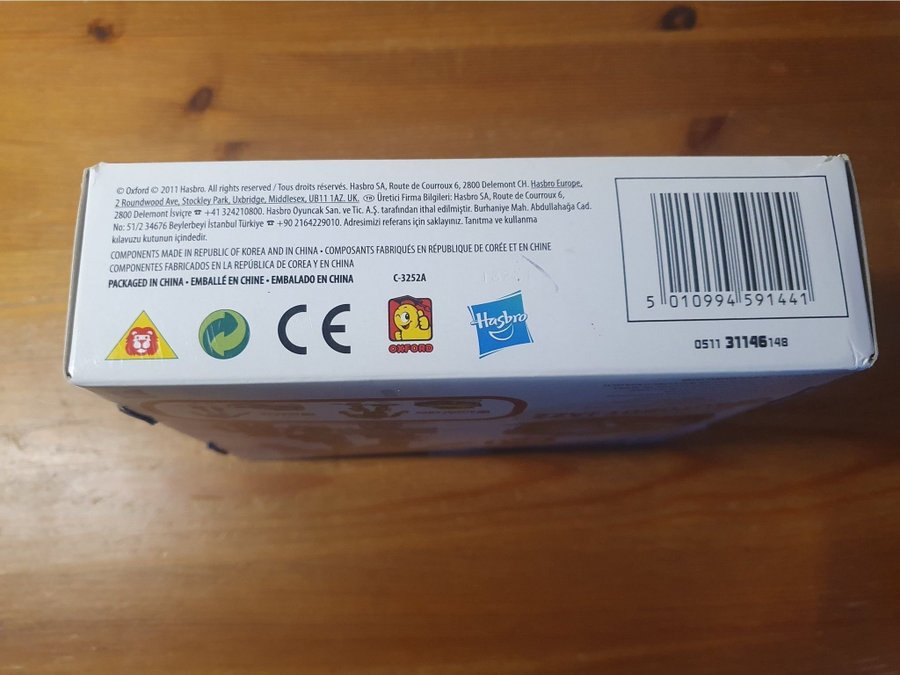 © Oxford © 2011 Hasbro. All rights reserved / Tous droits réservés. Hasbro SA, Route de Courroux 6, 2800 Delemont CH. Hasbro Europe,
2 Roundwood Ave, Stockley Park, Uxbridge, Middlesex, UB11 1AZ. UK. TR Üretici Firma Bilgileri: Hasbro SA, Route de Courroux 6,
2800 Delemont İsviçre ☎ +41 324210800. Hasbro Oyuncak San. ve Tic. A.Ş. tarafından ithal edilmiştir. Burhaniye Mah. Abdullahağa Cad.
No: 51/2 34676 Beylerbeyi İstanbul Türkiye ☎ +90 2164229010. Adresimizi referans için saklayınız. Tanıtma ve kullanma
kılavuzu kutunun içindedir.
COMPONENTS MADE IN REPUBLIC OF KOREA AND IN CHINA • COMPOSANTS FABRIQUÉS EN RÉPUBLIQUE DE CORÉE ET EN CHINE
COMPONENTES FABRICADOS EN LA REPÚBLICA DE COREA Y EN CHINA
PACKAGED IN CHINA • EMBALLÉ EN CHINE • EMBALADO EN CHINA C-3252A
CE
OXFORD
Hasbro
5 010994 591441
0511 31146 148